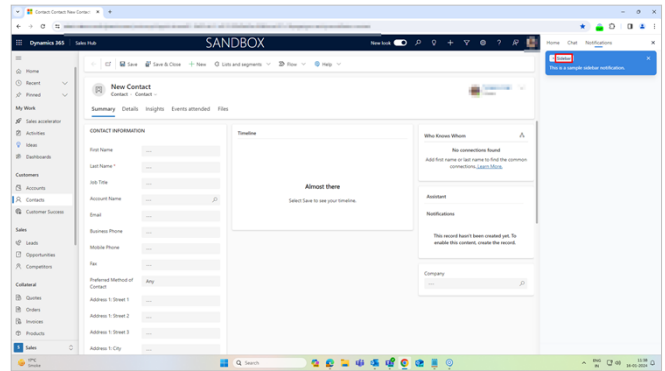 Contact: Contact: New Contact
Dynamics 365
Sales Hub
SANDBOX
New look
Home
Chat
Notifications
Sidebar
This is a sample sidebar notification.
Save
Save & Close
New
Lists and segments
Flow
Help
Home
Recent
Pinned
My Work
Sales accelerator
Activities
Ideas
Dashboards
Customers
Accounts
Contacts
Customer Success
Sales
Leads
Opportunities
Competitors
Collateral
Quotes
Orders
Invoices
Products
Sales
New Contact
Contact · Contact
Summary Details Insights Events attended Files
CONTACT INFORMATION
First Name ---
Last Name * ---
Job Title ---
Account Name ---
Email ---
Business Phone ---
Mobile Phone ---
Fax ---
Preferred Method of Contact Any
Address 1: Street 1 ---
Address 1: Street 2 ---
Address 1: Street 3 ---
Address 1: City ---
Timeline
Almost there
Select Save to see your timeline.
Who Knows Whom
No connections found
Add first name or last name to find the common
connections. Learn More.
Assistant
Notifications
This record hasn't been created yet. To
enable this content, create the record.
Company
---
Smoke
Search
ENG
IN